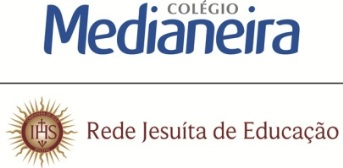 COLÉGIO
Medianeira
IHS
Rede Jesuíta de Educação